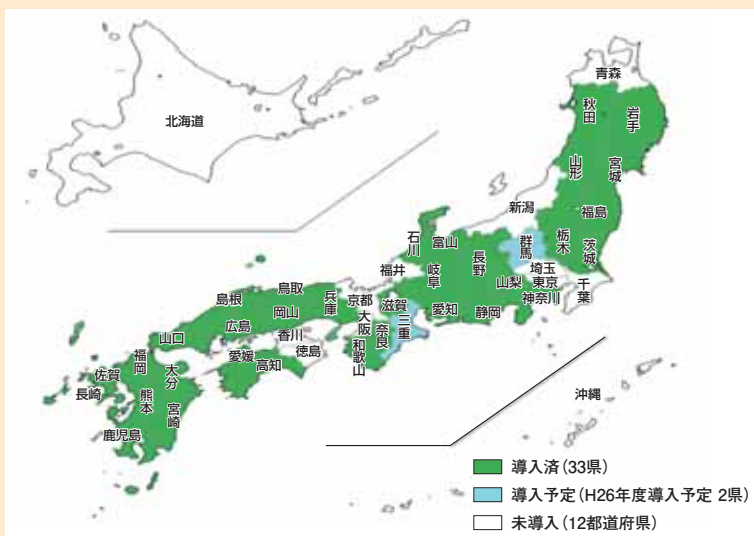 北海道
青森
秋田
岩手
山形
宮城
新潟
福島
石川
富山
群馬
栃木
茨城
福井
岐阜
長野
山梨
埼玉
東京
神奈川
千葉
島根
鳥取
兵庫
京都
滋賀
愛知
静岡
三重
大阪
奈良
和歌山
岡山
広島
山口
香川
徳島
愛媛
高知
福岡
佐賀
長崎
大分
熊本
宮崎
鹿児島
沖縄
導入済(33県)
導入予定(H26年度導入予定 2県)
未導入(12都道府県)